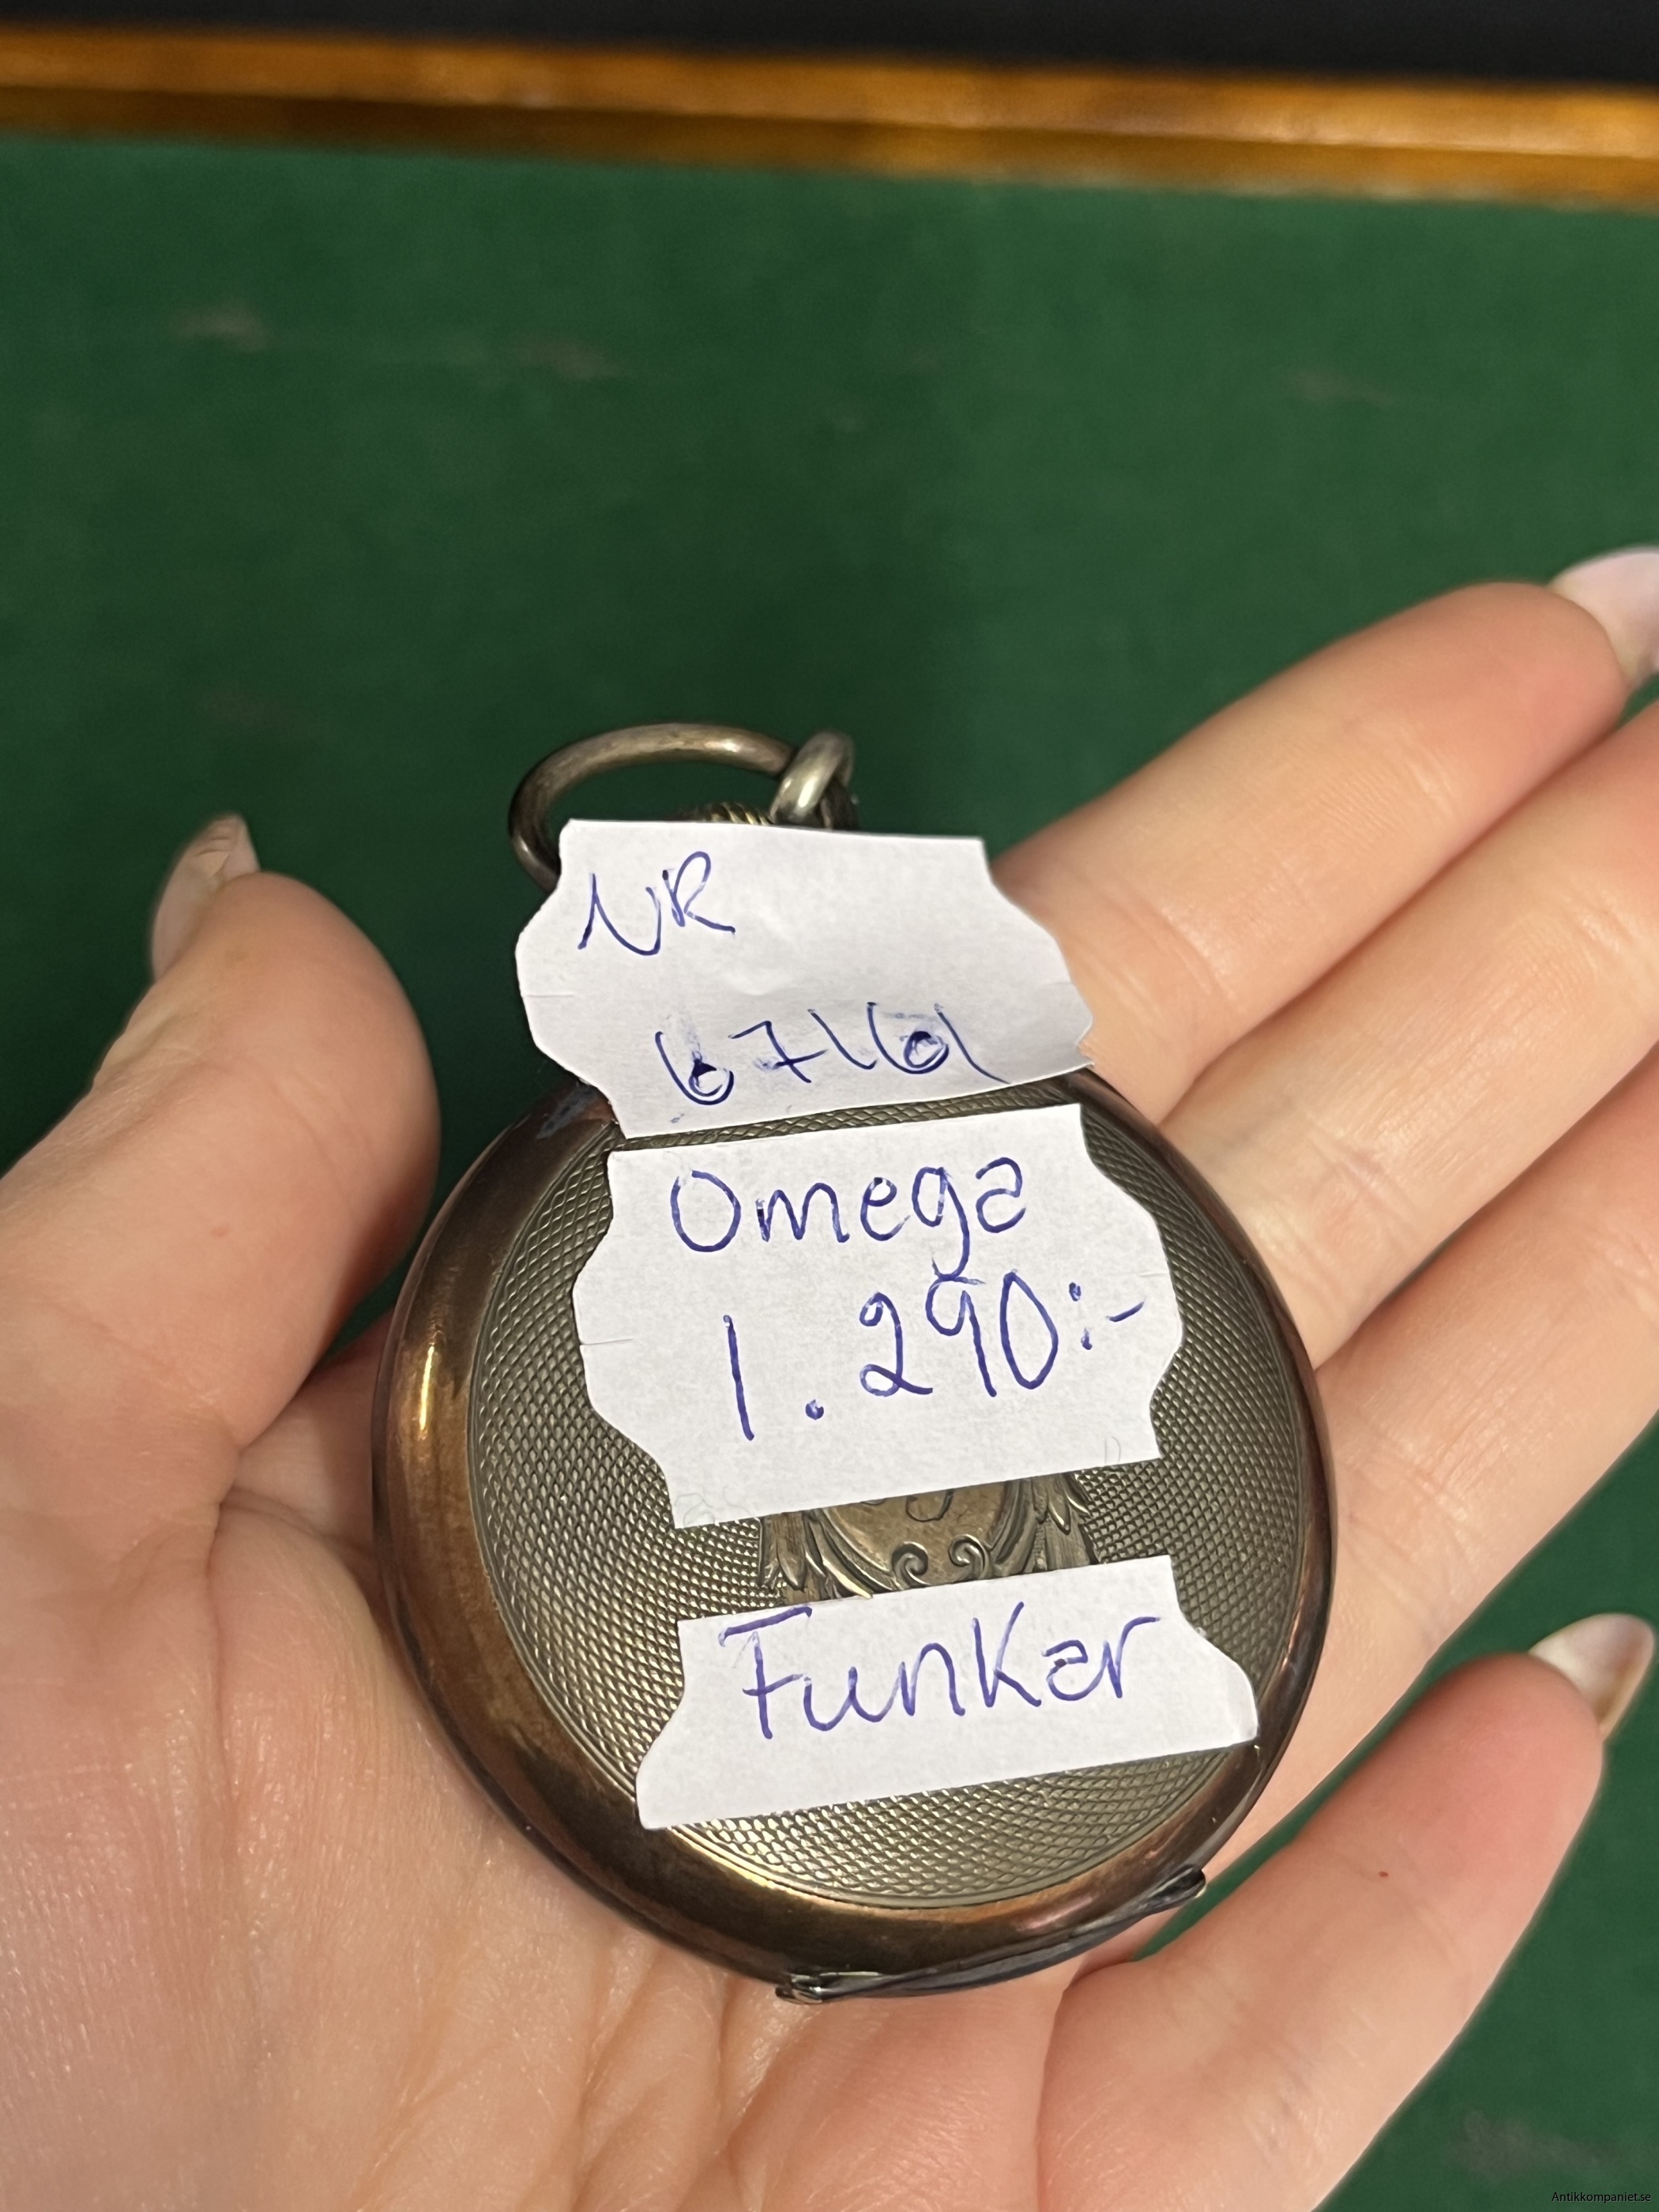 NR
67161
Omega
1.290:-
Funkar
Antikkompaniet.se